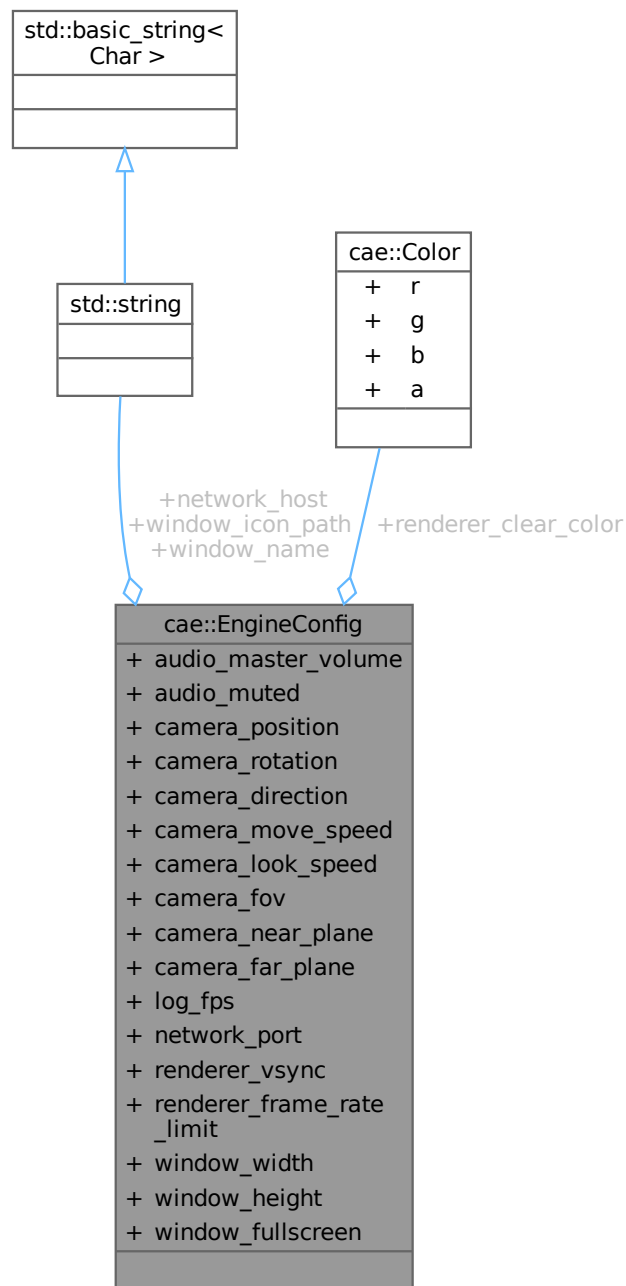 std::basic_string<
Char >
std::string
cae::Color
+ r
+ g
+ b
+ a
+network_host
+window_icon_path
+window_name
+renderer_clear_color
cae::EngineConfig
+ audio_master_volume
+ audio_muted
+ camera_position
+ camera_rotation
+ camera_direction
+ camera_move_speed
+ camera_look_speed
+ camera_fov
+ camera_near_plane
+ camera_far_plane
+ log_fps
+ network_port
+ renderer_vsync
+ renderer_frame_rate
_limit
+ window_width
+ window_height
+ window_fullscreen